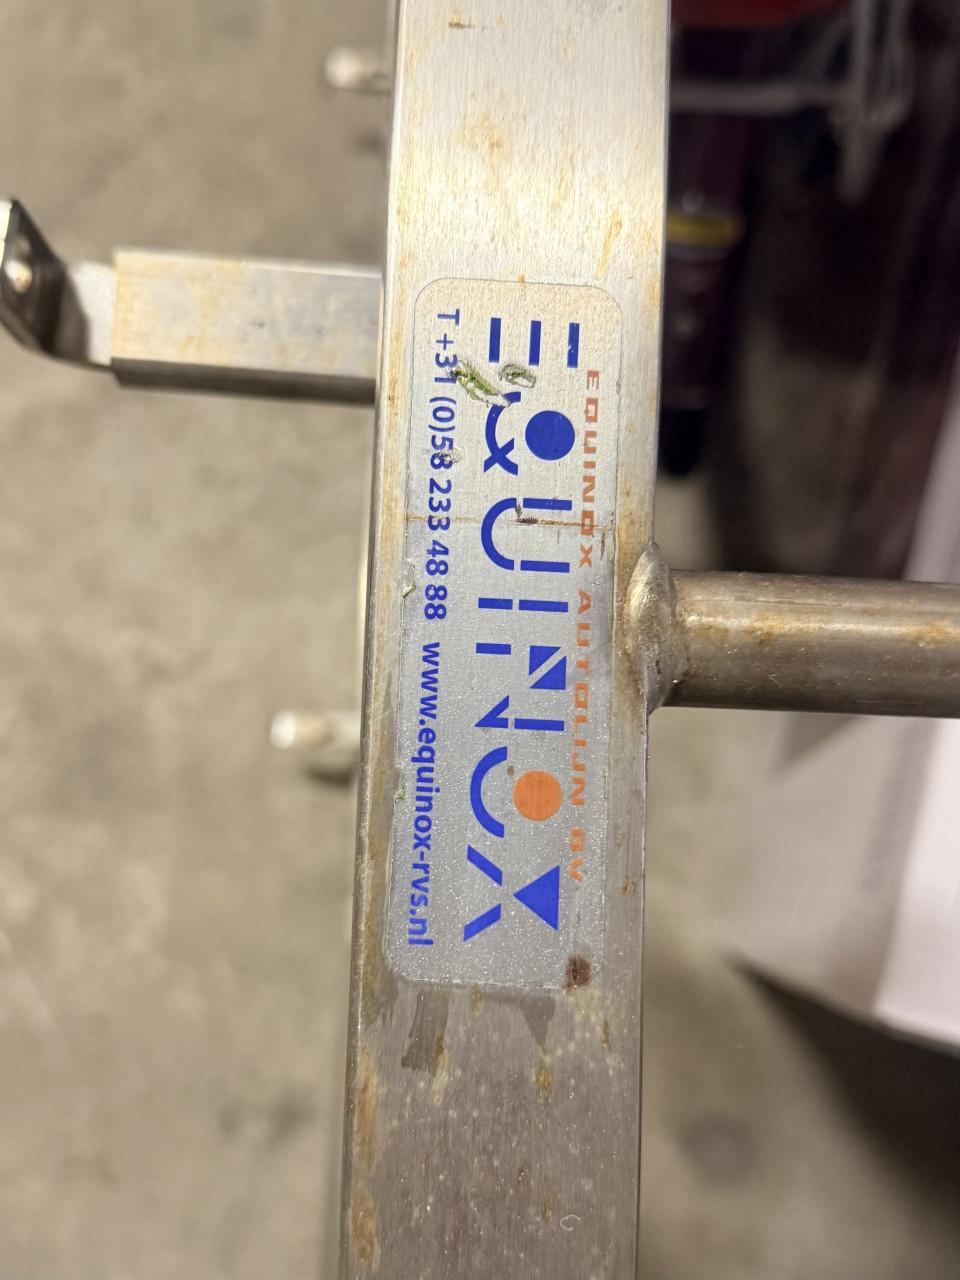 EQUINOX AUTOLIJN BV
EQUINOX
T +31 (0)58 233 48 88 www.equinox-rvs.nl